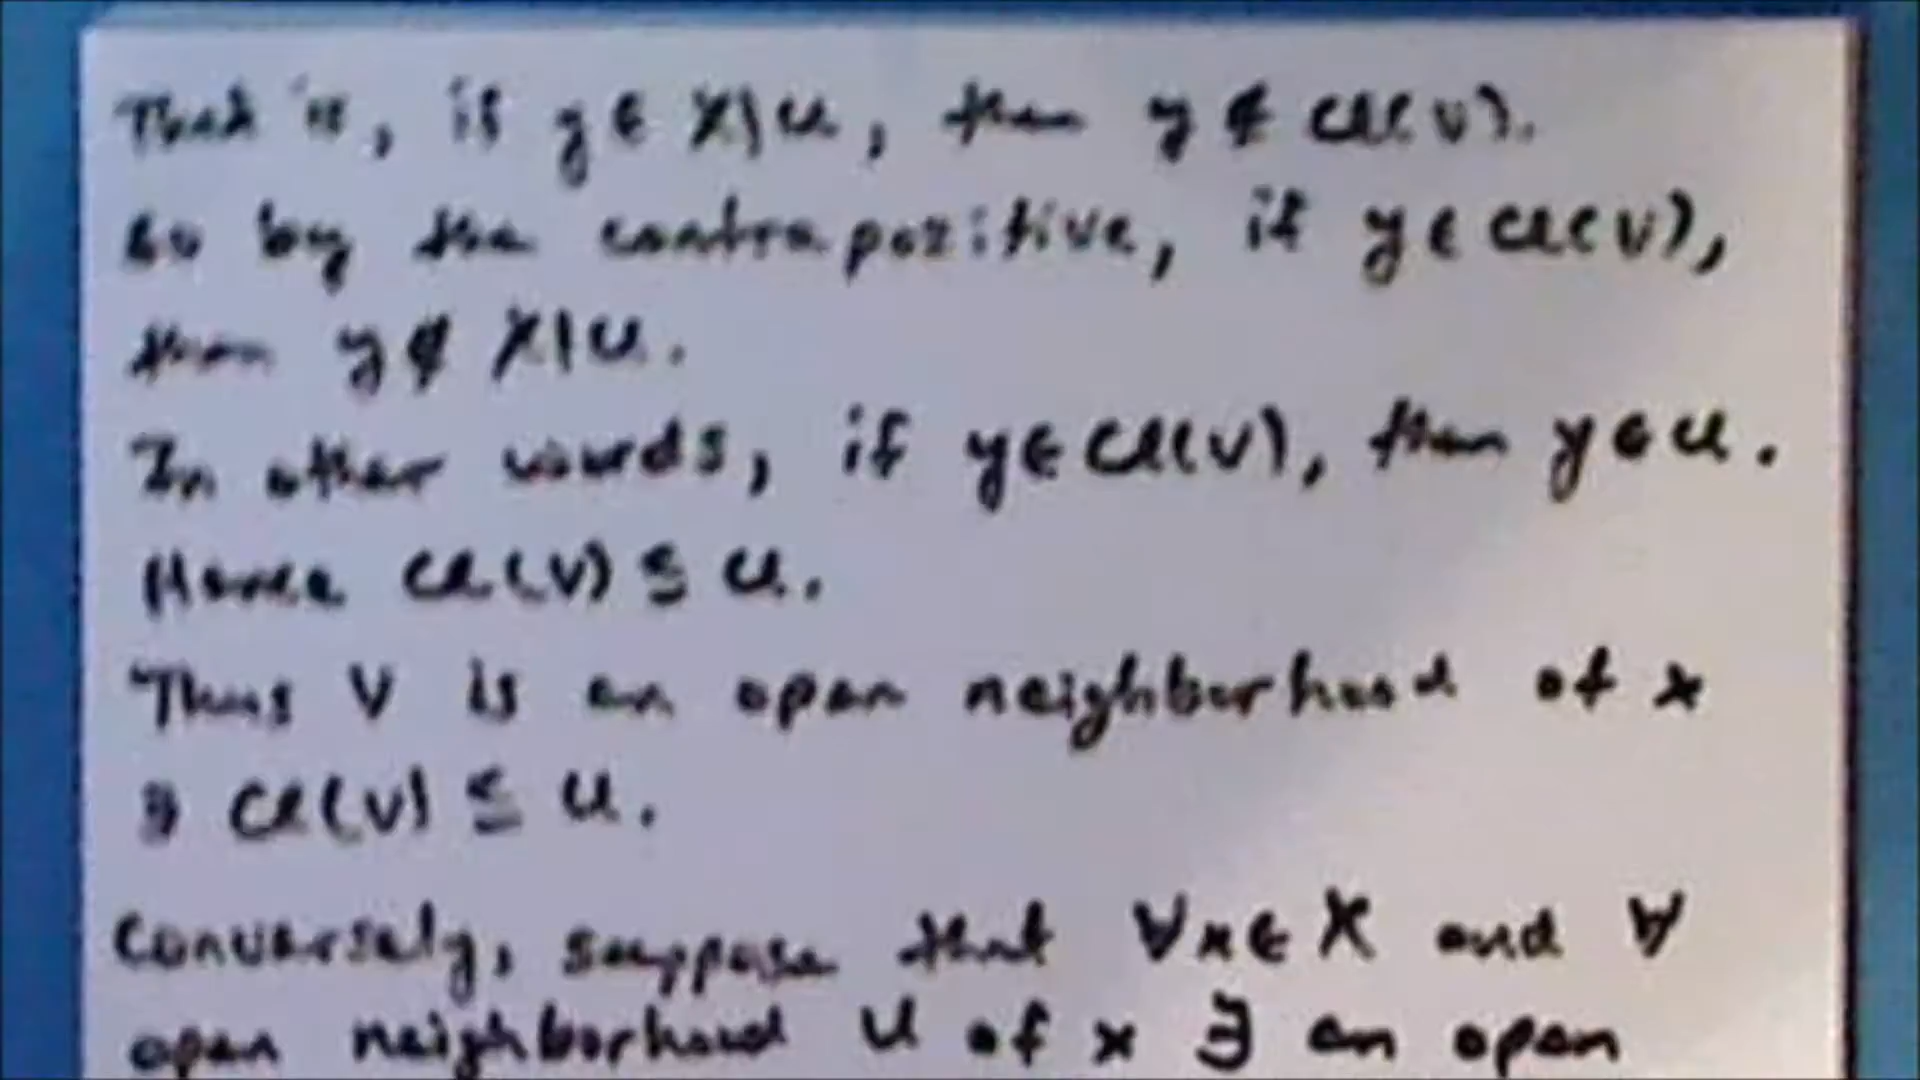 That is, if y ∈ X\U, then y ∉ Cl(V).
So by the contrapositive, if y ∈ Cl(V),
then y ∉ X\U.
In other words, if y ∈ Cl(V), then y ∈ U.
Hence Cl(V) ⊆ U.
Thus V is an open neighborhood of x
∋ Cl(V) ⊆ U.
Conversely, suppose that ∀x ∈ X and ∀
open neighborhood U of x ∃ an open